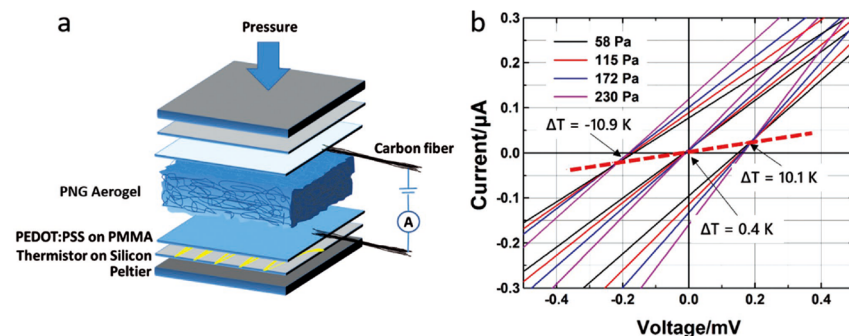 a
Pressure
Carbon fiber
PNG Aerogel
A
PEDOT:PSS on PMMA
Thermistor on Silicon
Peltier
b
0.3
0.2
0.1
0.0
-0.1
-0.2
-0.3
Current/μA
58 Pa
115 Pa
172 Pa
230 Pa
ΔT = -10.9 K
ΔT = 10.1 K
ΔT = 0.4 K
-0.4 -0.2 0.0 0.2 0.4
Voltage/mV